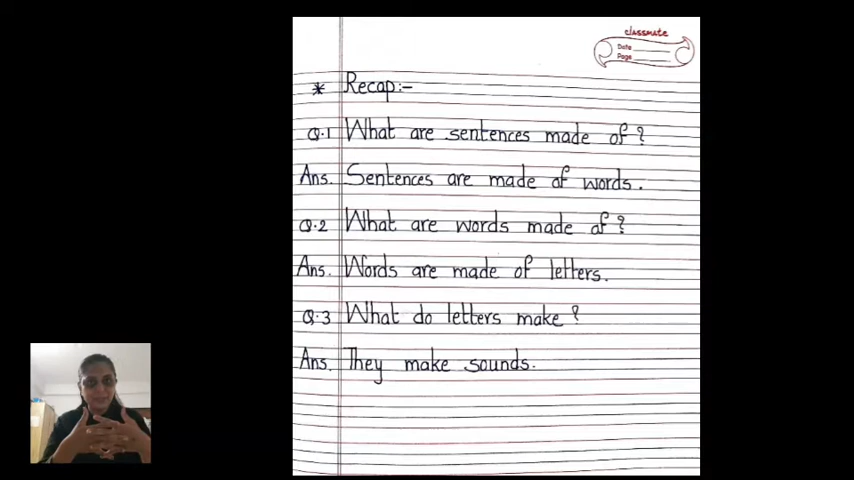 classmate
Date
Page
* Recap:-
Q.1 What are sentences made of?
Ans. Sentences are made of words.
Q.2 What are words made of?
Ans. Words are made of letters.
Q.3 What do letters make?
Ans. They make sounds.